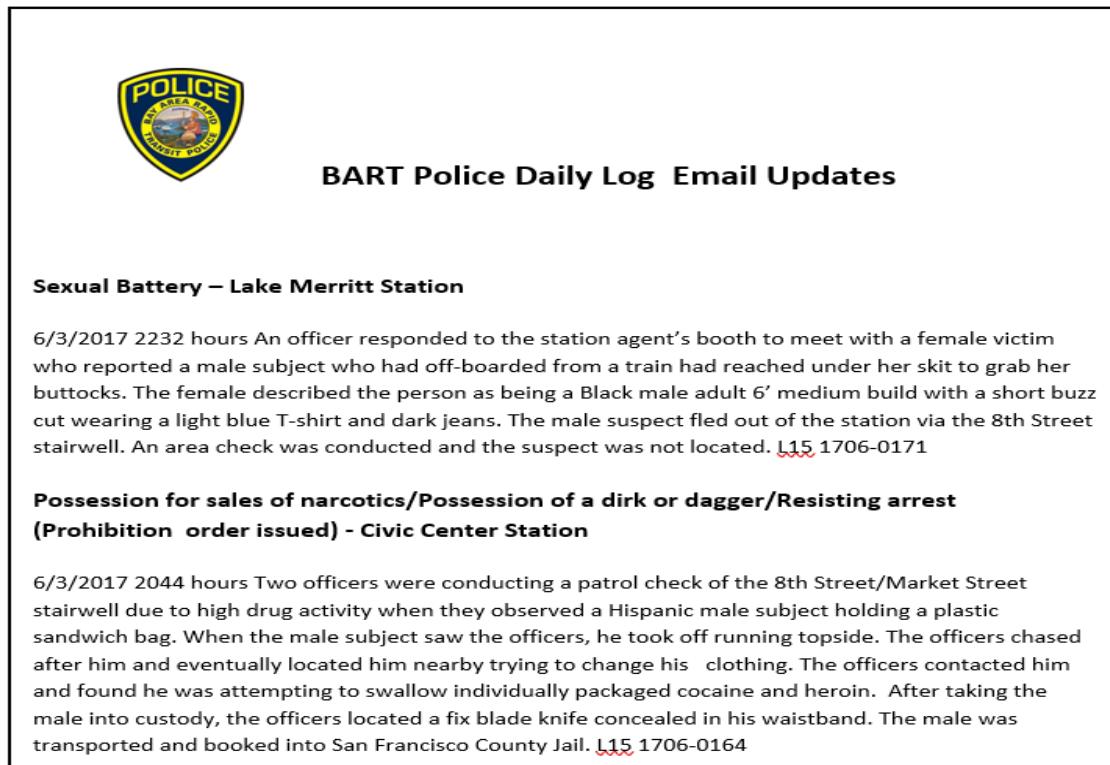 POLICE
BAY AREA RAPID
TRANSIT POLICE
BART Police Daily Log  Email Updates
Sexual Battery – Lake Merritt Station
6/3/2017 2232 hours An officer responded to the station agent’s booth to meet with a female victim
who reported a male subject who had off-boarded from a train had reached under her skit to grab her
buttocks. The female described the person as being a Black male adult 6’ medium build with a short buzz
cut wearing a light blue T-shirt and dark jeans. The male suspect fled out of the station via the 8th Street
stairwell. An area check was conducted and the suspect was not located. L15 1706-0171
Possession for sales of narcotics/Possession of a dirk or dagger/Resisting arrest
(Prohibition  order issued) - Civic Center Station
6/3/2017 2044 hours Two officers were conducting a patrol check of the 8th Street/Market Street
stairwell due to high drug activity when they observed a Hispanic male subject holding a plastic
sandwich bag. When the male subject saw the officers, he took off running topside. The officers chased
after him and eventually located him nearby trying to change his   clothing. The officers contacted him
and found he was attempting to swallow individually packaged cocaine and heroin.  After taking the
male into custody, the officers located a fix blade knife concealed in his waistband. The male was
transported and booked into San Francisco County Jail. L15 1706-0164